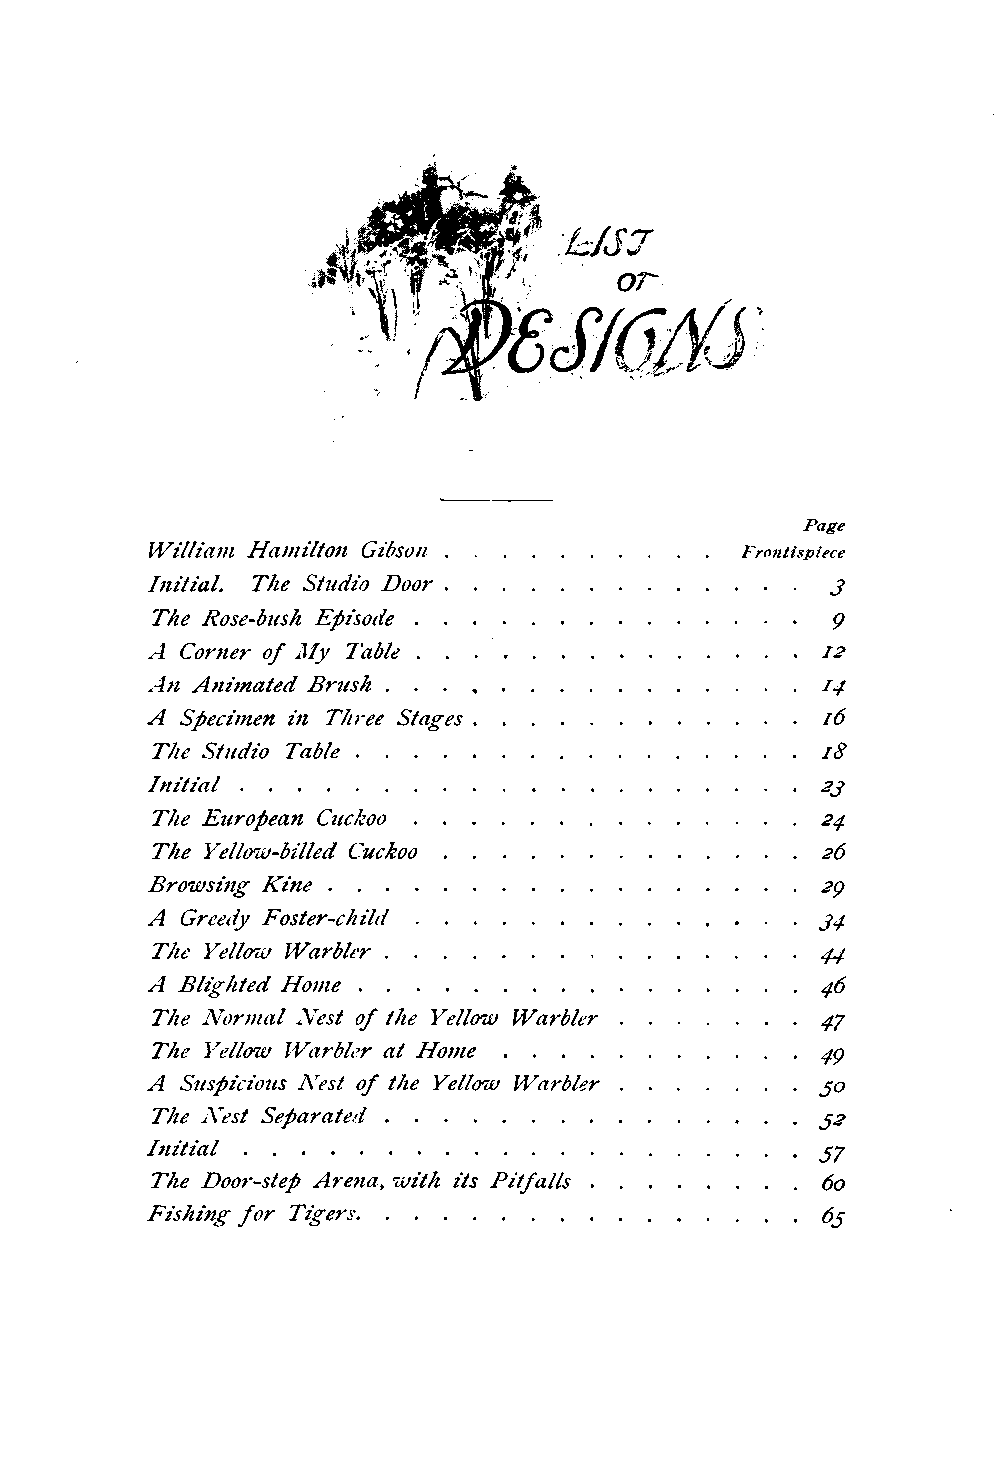 LIST
OF
DESIGNS
Page
William Hamilton Gibson . . . . . . . . . . Frontispiece
Initial. The Studio Door . . . . . . . . . . . . . 3
The Rose-bush Episode . . . . . . . . . . . . . . 9
A Corner of My Table . . . . . . . . . . . . . . 12
An Animated Brush . . . . . . . . . . . . . . . 14
A Specimen in Three Stages . . . . . . . . . . . . 16
The Studio Table . . . . . . . . . . . . . . . . 18
Initial . . . . . . . . . . . . . . . . . . . . 23
The European Cuckoo . . . . . . . . . . . . . . 24
The Yellow-billed Cuckoo . . . . . . . . . . . . . 26
Browsing Kine . . . . . . . . . . . . . . . . . 29
A Greedy Foster-child . . . . . . . . . . . . . . 34
The Yellow Warbler . . . . . . . . . . . . . . . 44
A Blighted Home . . . . . . . . . . . . . . . . 46
The Normal Nest of the Yellow Warbler . . . . . . . 47
The Yellow Warbler at Home . . . . . . . . . . . 49
A Suspicious Nest of the Yellow Warbler . . . . . . . 50
The Nest Separated . . . . . . . . . . . . . . . 52
Initial . . . . . . . . . . . . . . . . . . . . 57
The Door-step Arena, with its Pitfalls . . . . . . . . 60
Fishing for Tigers. . . . . . . . . . . . . . . . 65